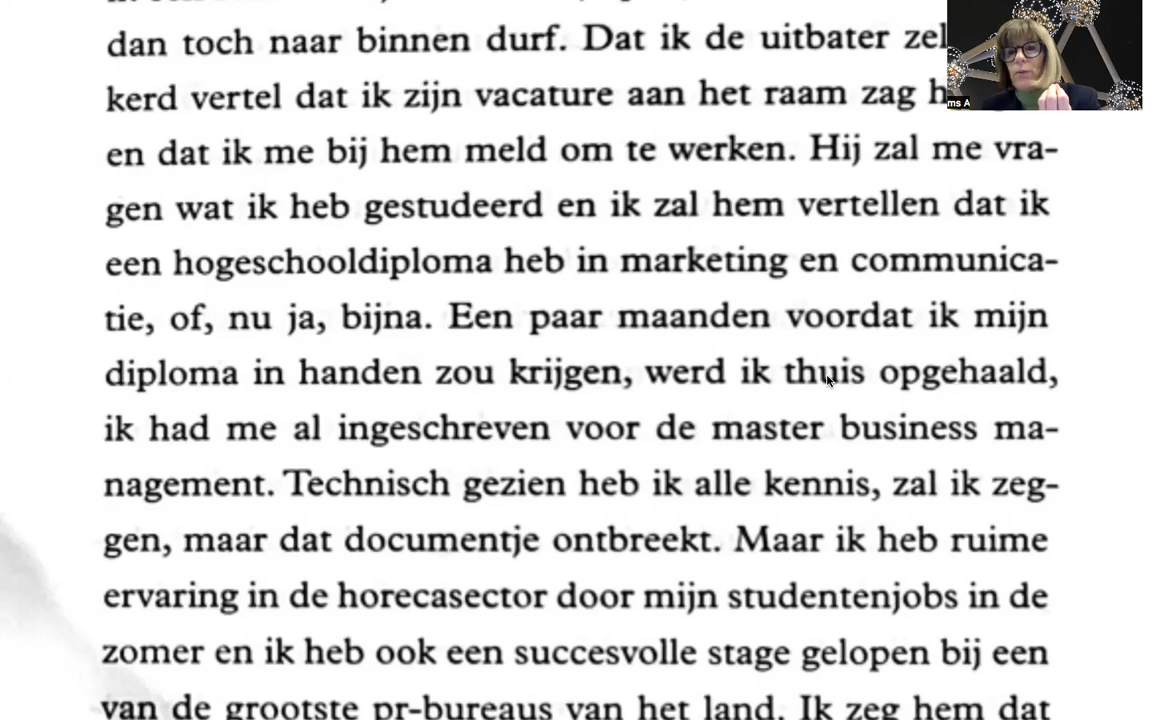 dan toch naar binnen durf. Dat ik de uitbater zel
kerd vertel dat ik zijn vacature aan het raam zag h
en dat ik me bij hem meld om te werken. Hij zal me vra-
gen wat ik heb gestudeerd en ik zal hem vertellen dat ik
een hogeschooldiploma heb in marketing en communica-
tie, of, nu ja, bijna. Een paar maanden voordat ik mijn
diploma in handen zou krijgen, werd ik thuis opgehaald,
ik had me al ingeschreven voor de master business ma-
nagement. Technisch gezien heb ik alle kennis, zal ik zeg-
gen, maar dat documentje ontbreekt. Maar ik heb ruime
ervaring in de horecasector door mijn studentenjobs in de
zomer en ik heb ook een succesvolle stage gelopen bij een
van de grootste pr-bureaus van het land. Ik zeg hem dat
ms A